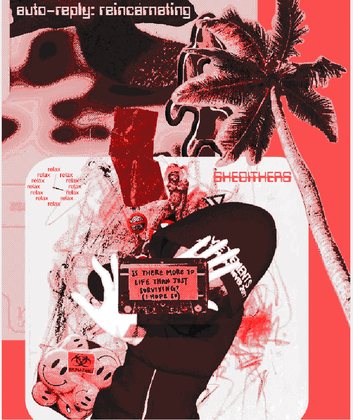 auto-reply: reincarnating
SHEDITHERS
relax
relax
relax
relax
relax
relax
relax
relax
relax
relax
relax
relax
IS THERE MORE TO
LIFE THAN JUST
SURVIVING?
(I HOPE SO)